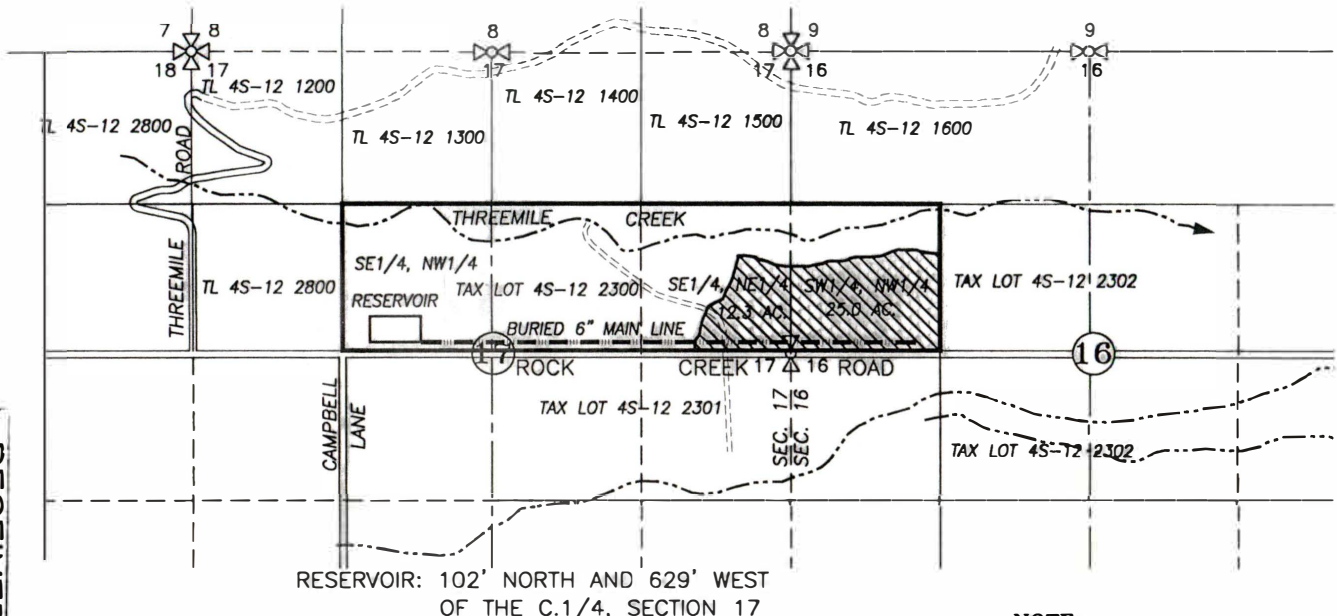 7 8
8
8 9
9
18 17
17
17 16
16
TL 4S-12 1200
TL 4S-12 1400
TL 4S-12 2800
TL 4S-12 1300
TL 4S-12 1500
TL 4S-12 1600
ROAD
THREEMILE
THREEMILE CREEK
SE1/4, NW1/4
TL 4S-12 2800
TAX LOT 4S-12 2300
SE1/4, NE1/4
12.3 AC.
SW1/4, NW1/4
25.0 AC.
TAX LOT 4S-12 2302
RESERVOIR
BURIED 6" MAIN LINE
17
ROCK CREEK ROAD
17 16
16
CAMPBELL
LANE
TAX LOT 4S-12 2301
SEC. 17
SEC. 16
TAX LOT 4S-12 2302
RESERVOIR: 102' NORTH AND 629' WEST
OF THE C.1/4, SECTION 17